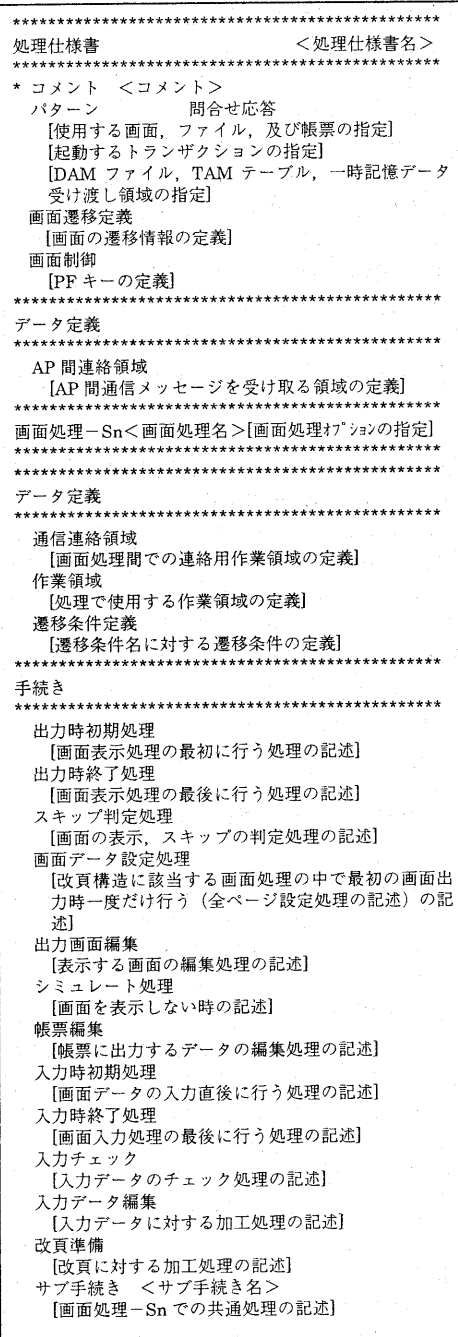 ************************************************
処理仕様書 <処理仕様書名>
************************************************
* コメント <コメント>
パターン 問合せ応答
[使用する画面，ファイル，及び帳票の指定]
[起動するトランザクションの指定]
[DAM ファイル，TAM テーブル，一時記憶データ
受け渡し領域の指定]
画面遷移定義
[画面の遷移情報の定義]
画面制御
[PF キーの定義]
************************************************
データ定義
************************************************
AP 間連絡領域
[AP 間通信メッセージを受け取る領域の定義]
************************************************
画面処理－Sn<画面処理名>[画面処理ｵﾌﾟｼｮﾝの指定]
************************************************
************************************************
データ定義
************************************************
通信連絡領域
[画面処理間での連絡用作業領域の定義]
作業領域
[処理で使用する作業領域の定義]
遷移条件定義
[遷移条件名に対する遷移条件の定義]
************************************************
手続き
************************************************
出力時初期処理
[画面表示処理の最初に行う処理の記述]
出力時終了処理
[画面表示処理の最後に行う処理の記述]
スキップ判定処理
[画面の表示，スキップの判定処理の記述]
画面データ設定処理
[改頁構造に該当する画面処理の中で最初の画面出
力時一度だけ行う（全ページ設定処理の記述）の記
述]
出力画面編集
[表示する画面の編集処理の記述]
シミュレート処理
[画面を表示しない時の記述]
帳票編集
[帳票に出力するデータの編集処理の記述]
入力時初期処理
[画面データの入力直後に行う処理の記述]
入力時終了処理
[画面入力処理の最後に行う処理の記述]
入力チェック
[入力データのチェック処理の記述]
入力データ編集
[入力データに対する加工処理の記述]
改頁準備
[改頁に対する加工処理の記述]
サブ手続き <サブ手続き名>
[画面処理－Sn での共通処理の記述]